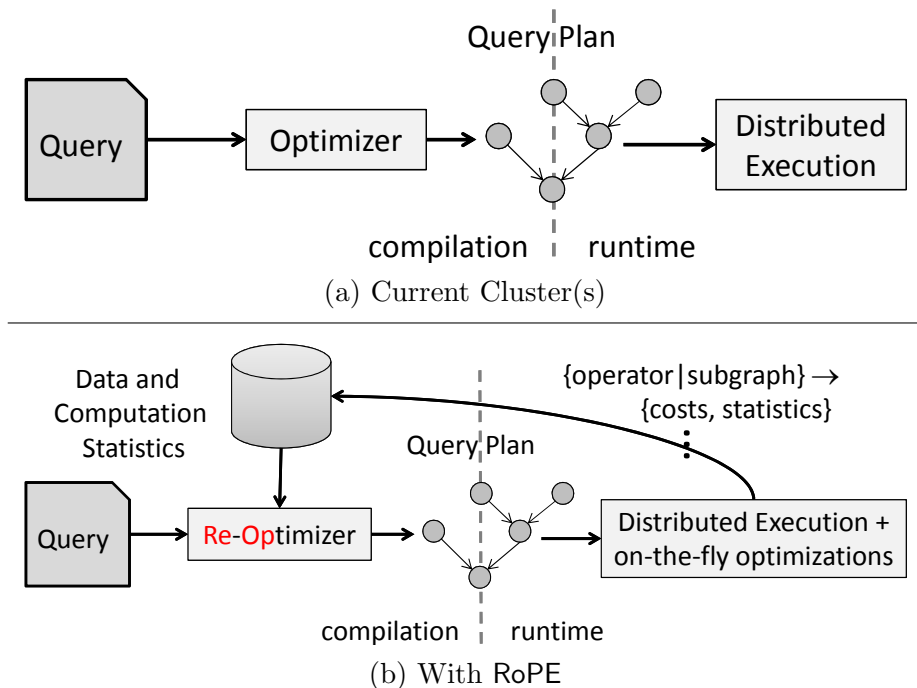 Query Plan
Query
Optimizer
Distributed
Execution
compilation
runtime
(a) Current Cluster(s)
Data and
Computation
Statistics
{operator|subgraph} →
{costs, statistics}
Query Plan
Query
Re-Optimizer
Distributed Execution +
on-the-fly optimizations
compilation
runtime
(b) With RoPE